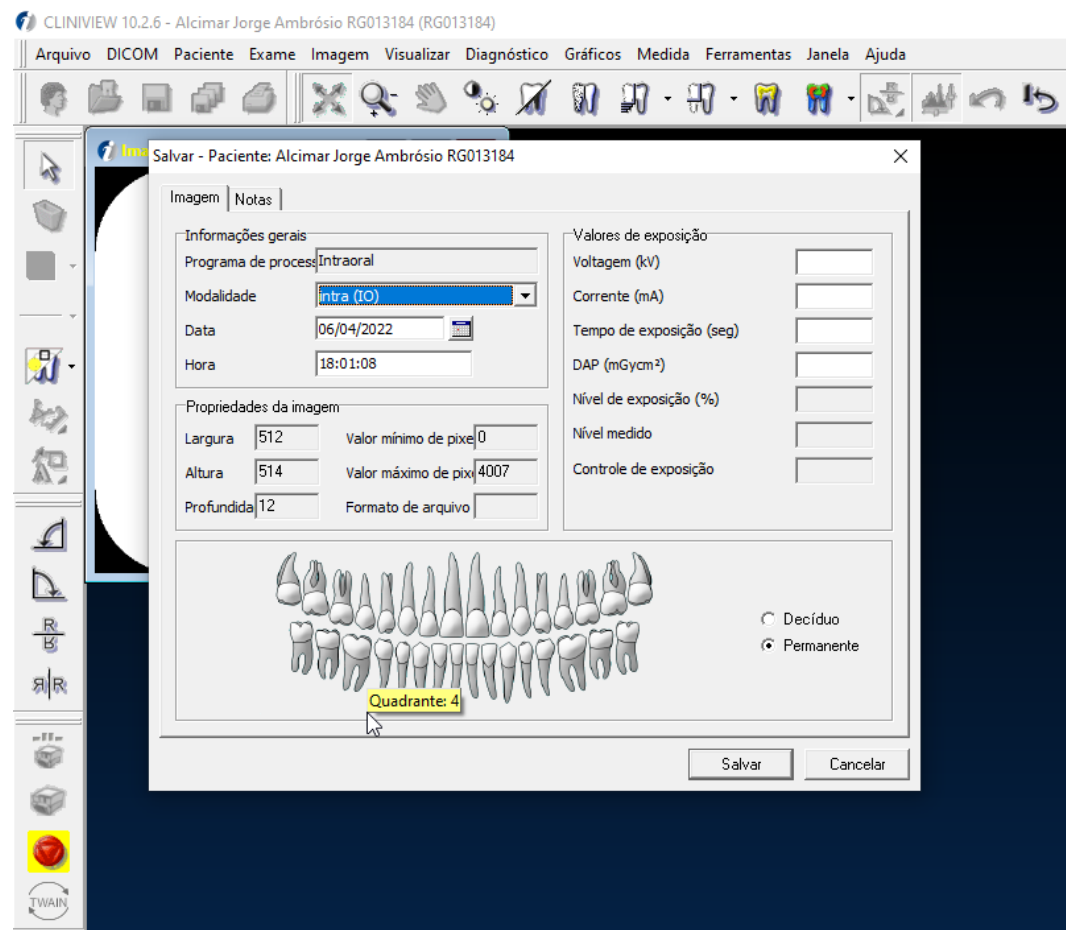 CLINIVIEW 10.2.6 - Alcimar Jorge Ambrósio RG013184 (RG013184)
Arquivo DICOM Paciente Exame Imagem Visualizar Diagnóstico Gráficos Medida Ferramentas Janela Ajuda
Salvar - Paciente: Alcimar Jorge Ambrósio RG013184
Imagem Notas
Informações gerais
Programa de process Intraoral
Modalidade intra (IO)
Data 06/04/2022
Hora 18:01:08
Valores de exposição
Voltagem (kV)
Corrente (mA)
Tempo de exposição (seg)
DAP (mGycm²)
Nível de exposição (%)
Nível medido
Controle de exposição
Propriedades da imagem
Largura 512 Valor mínimo de pixe 0
Altura 514 Valor máximo de pix 4007
Profundida 12 Formato de arquivo
Decíduo
Permanente
Quadrante: 4
Salvar Cancelar
R
R
R R
TWAIN